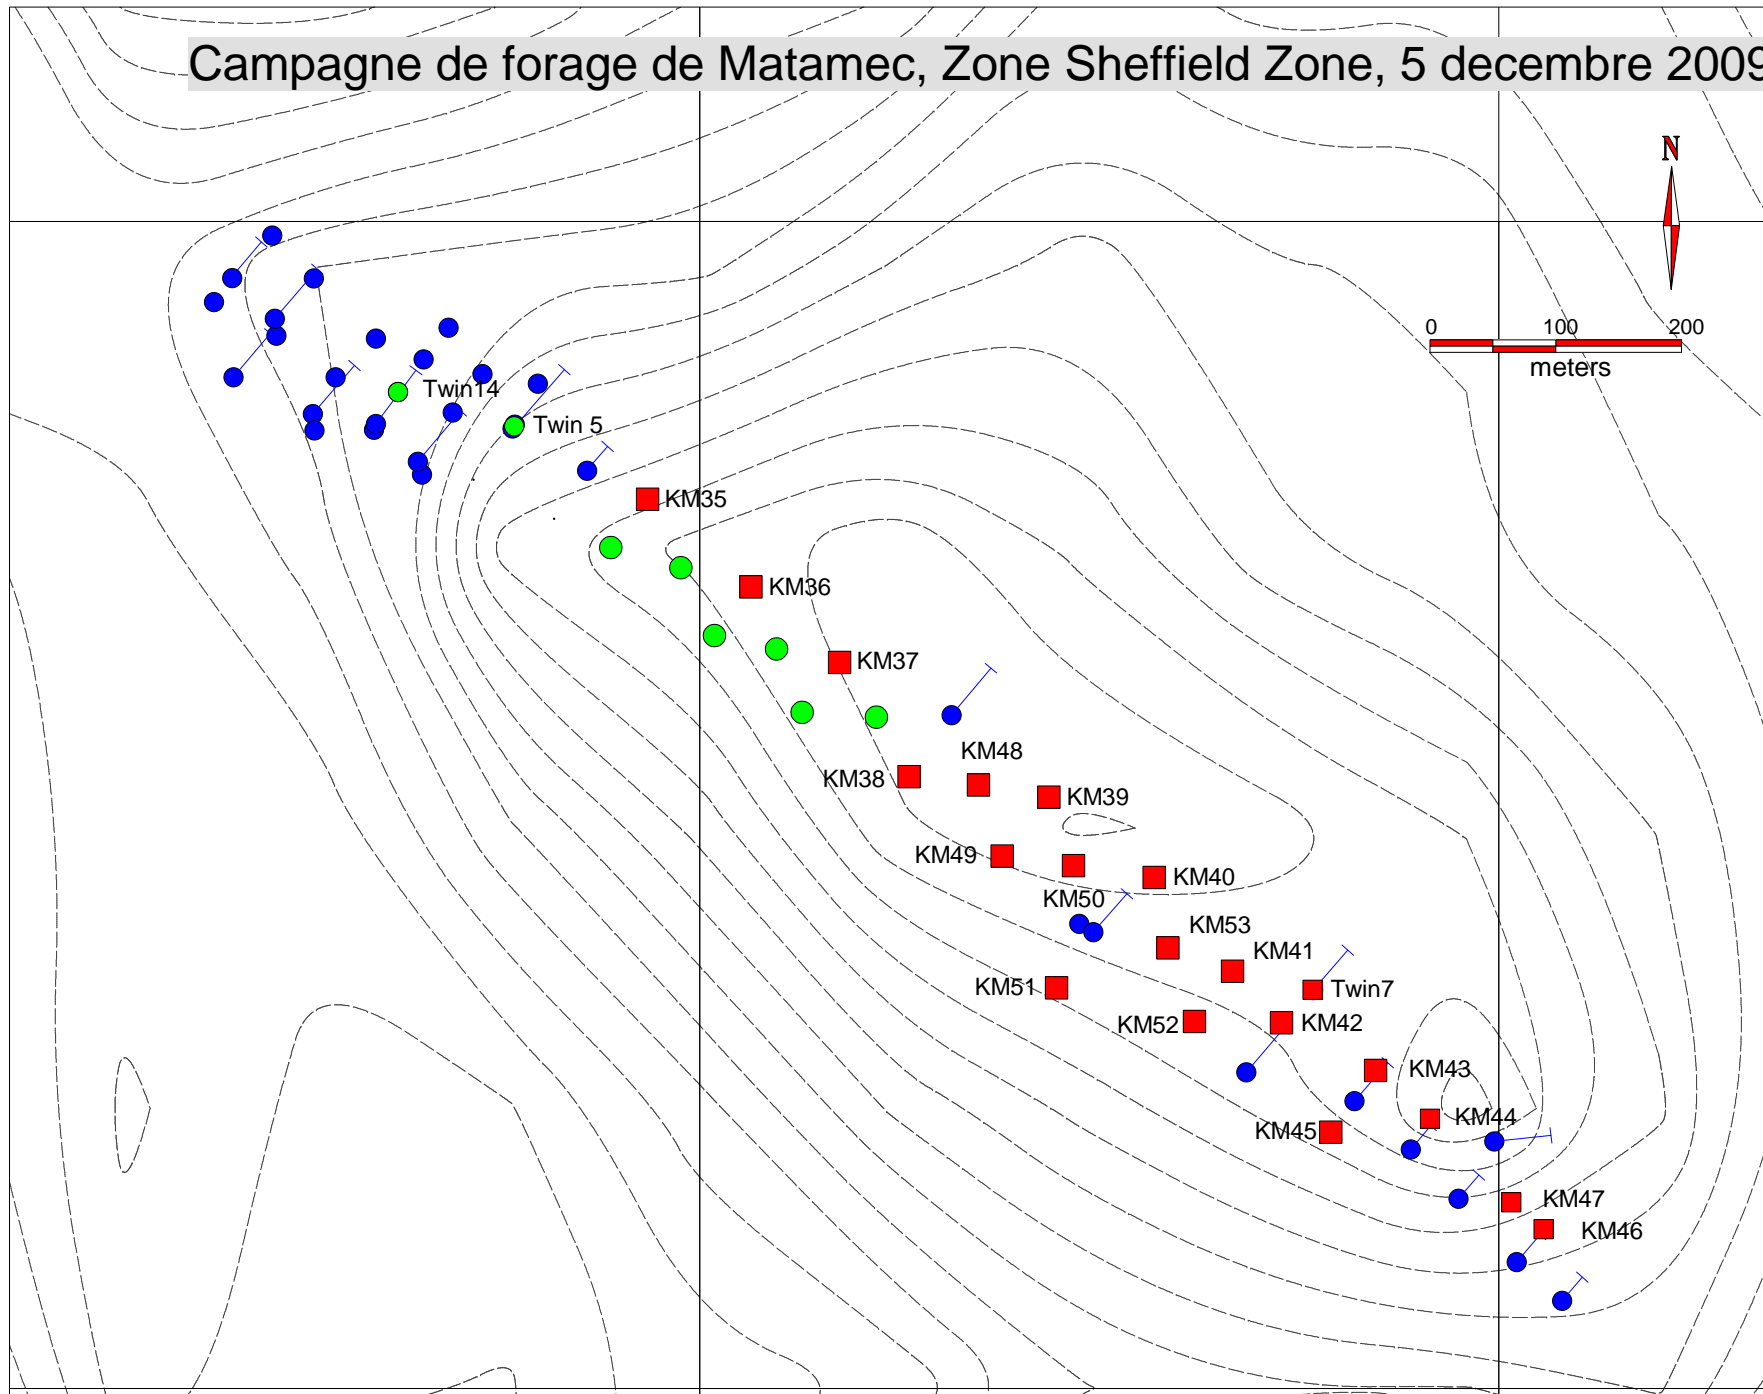 Campagne de forage de Matamec, Zone Sheffield Zone, 5 decembre 2009
N
0 100 200
meters
Twin14
Twin 5
KM35
KM36
KM37
KM48
KM38
KM39
KM49
KM40
KM50
KM53
KM41
KM51
Twin7
KM52
KM42
KM43
KM44
KM45
KM47
KM46